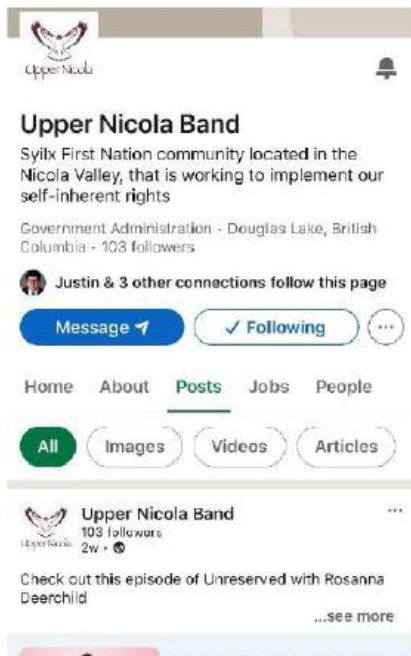 Upper Nicola
Upper Nicola Band
Syilx First Nation community located in the
Nicola Valley, that is working to implement our
self-inherent rights
Government Administration - Douglas Lake, British
Columbia - 103 followers
Justin & 3 other connections follow this page
Message
Following
Home About Posts Jobs People
All Images Videos Articles
Upper Nicola Band
Upper Nicola
103 followers
2w •
Check out this episode of Unreserved with Rosanna
Deerchild
...see more